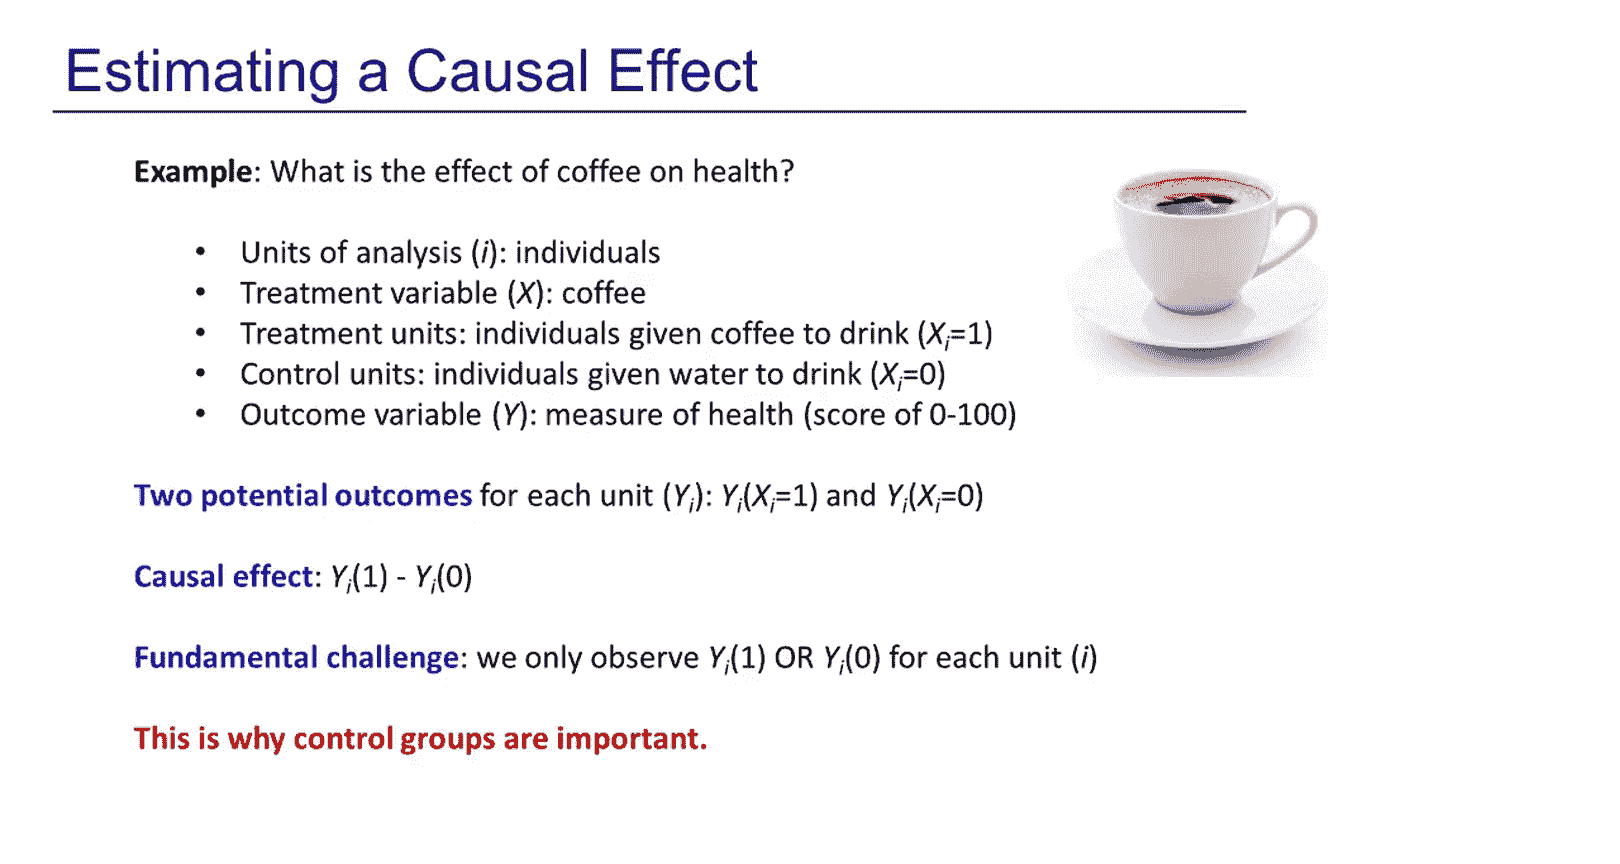 Estimating a Causal Effect
Example: What is the effect of coffee on health?
• Units of analysis (i): individuals
• Treatment variable (X): coffee
• Treatment units: individuals given coffee to drink (Xᵢ=1)
• Control units: individuals given water to drink (Xᵢ=0)
• Outcome variable (Y): measure of health (score of 0-100)
Two potential outcomes for each unit (Yᵢ): Yᵢ(Xᵢ=1) and Yᵢ(Xᵢ=0)
Causal effect: Yᵢ(1) - Yᵢ(0)
Fundamental challenge: we only observe Yᵢ(1) OR Yᵢ(0) for each unit (i)
This is why control groups are important.